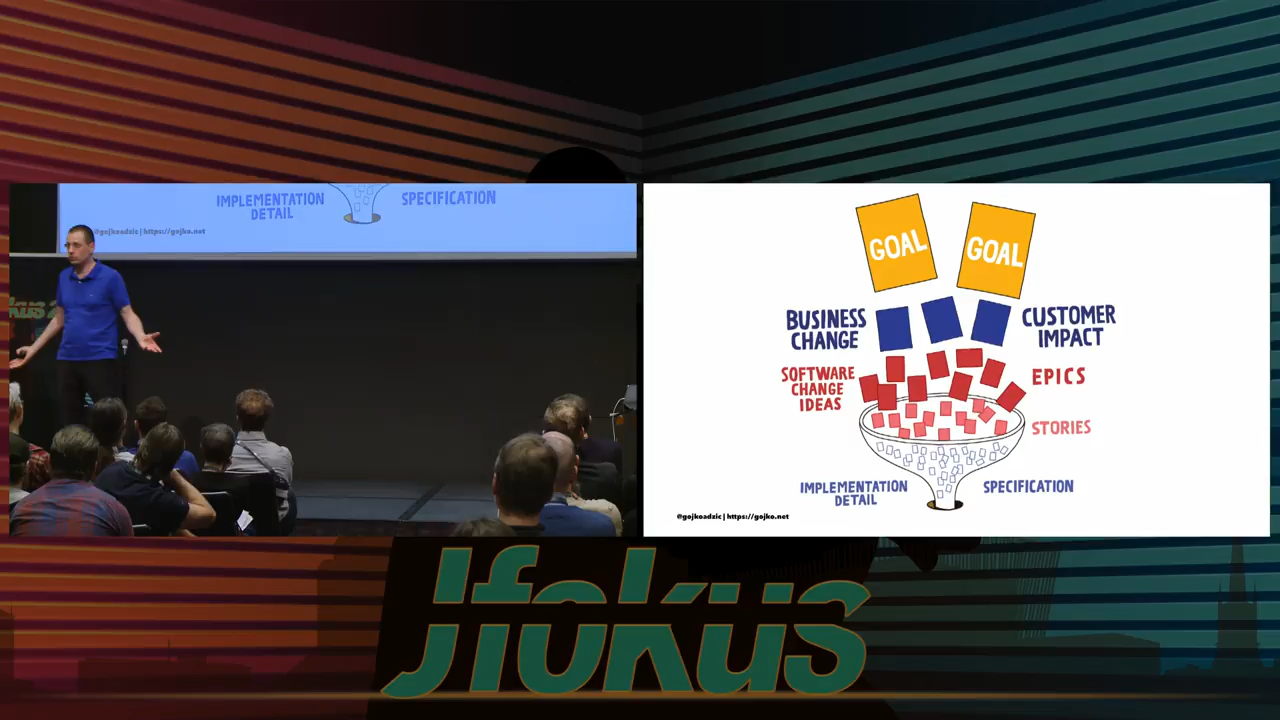 IMPLEMENTATION
DETAIL
SPECIFICATION
@gojkoadzic | https://gojko.net
kus
GOAL
GOAL
BUSINESS
CHANGE
CUSTOMER
IMPACT
SOFTWARE
CHANGE
IDEAS
EPICS
STORIES
IMPLEMENTATION
DETAIL
SPECIFICATION
@gojkoadzic | https://gojko.net
Jfokus